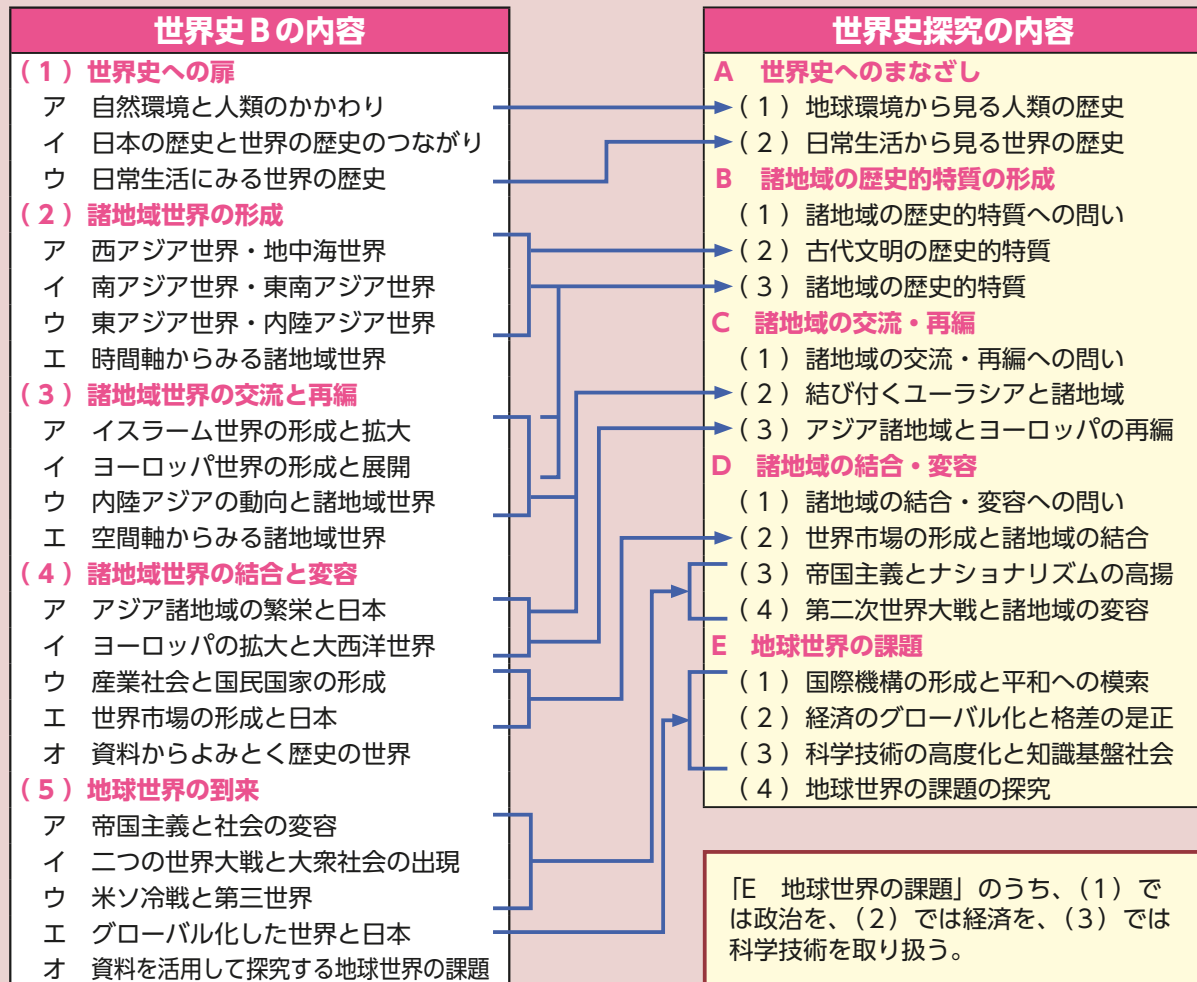 世界史Bの内容
(1)世界史への扉
ア 自然環境と人類のかかわり
イ 日本の歴史と世界の歴史のつながり
ウ 日常生活にみる世界の歴史
(2)諸地域世界の形成
ア 西アジア世界・地中海世界
イ 南アジア世界・東南アジア世界
ウ 東アジア世界・内陸アジア世界
エ 時間軸からみる諸地域世界
(3)諸地域世界の交流と再編
ア イスラーム世界の形成と拡大
イ ヨーロッパ世界の形成と展開
ウ 内陸アジアの動向と諸地域世界
エ 空間軸からみる諸地域世界
(4)諸地域世界の結合と変容
ア アジア諸地域の繁栄と日本
イ ヨーロッパの拡大と大西洋世界
ウ 産業社会と国民国家の形成
エ 世界市場の形成と日本
オ 資料からよみとく歴史の世界
(5)地球世界の到来
ア 帝国主義と社会の変容
イ 二つの世界大戦と大衆社会の出現
ウ 米ソ冷戦と第三世界
エ グローバル化した世界と日本
オ 資料を活用して探究する地球世界の課題
世界史探究の内容
A 世界史へのまなざし
(1)地球環境から見る人類の歴史
(2)日常生活から見る世界の歴史
B 諸地域の歴史的特質の形成
(1)諸地域の歴史的特質への問い
(2)古代文明の歴史的特質
(3)諸地域の歴史的特質
C 諸地域の交流・再編
(1)諸地域の交流・再編への問い
(2)結び付くユーラシアと諸地域
(3)アジア諸地域とヨーロッパの再編
D 諸地域の結合・変容
(1)諸地域の結合・変容への問い
(2)世界市場の形成と諸地域の結合
(3)帝国主義とナショナリズムの高揚
(4)第二次世界大戦と諸地域の変容
E 地球世界の課題
(1)国際機構の形成と平和への模索
(2)経済のグローバル化と格差の是正
(3)科学技術の高度化と知識基盤社会
(4)地球世界の課題の探究
「E 地球世界の課題」のうち、(1)で
は政治を、(2)では経済を、(3)では
科学技術を取り扱う。